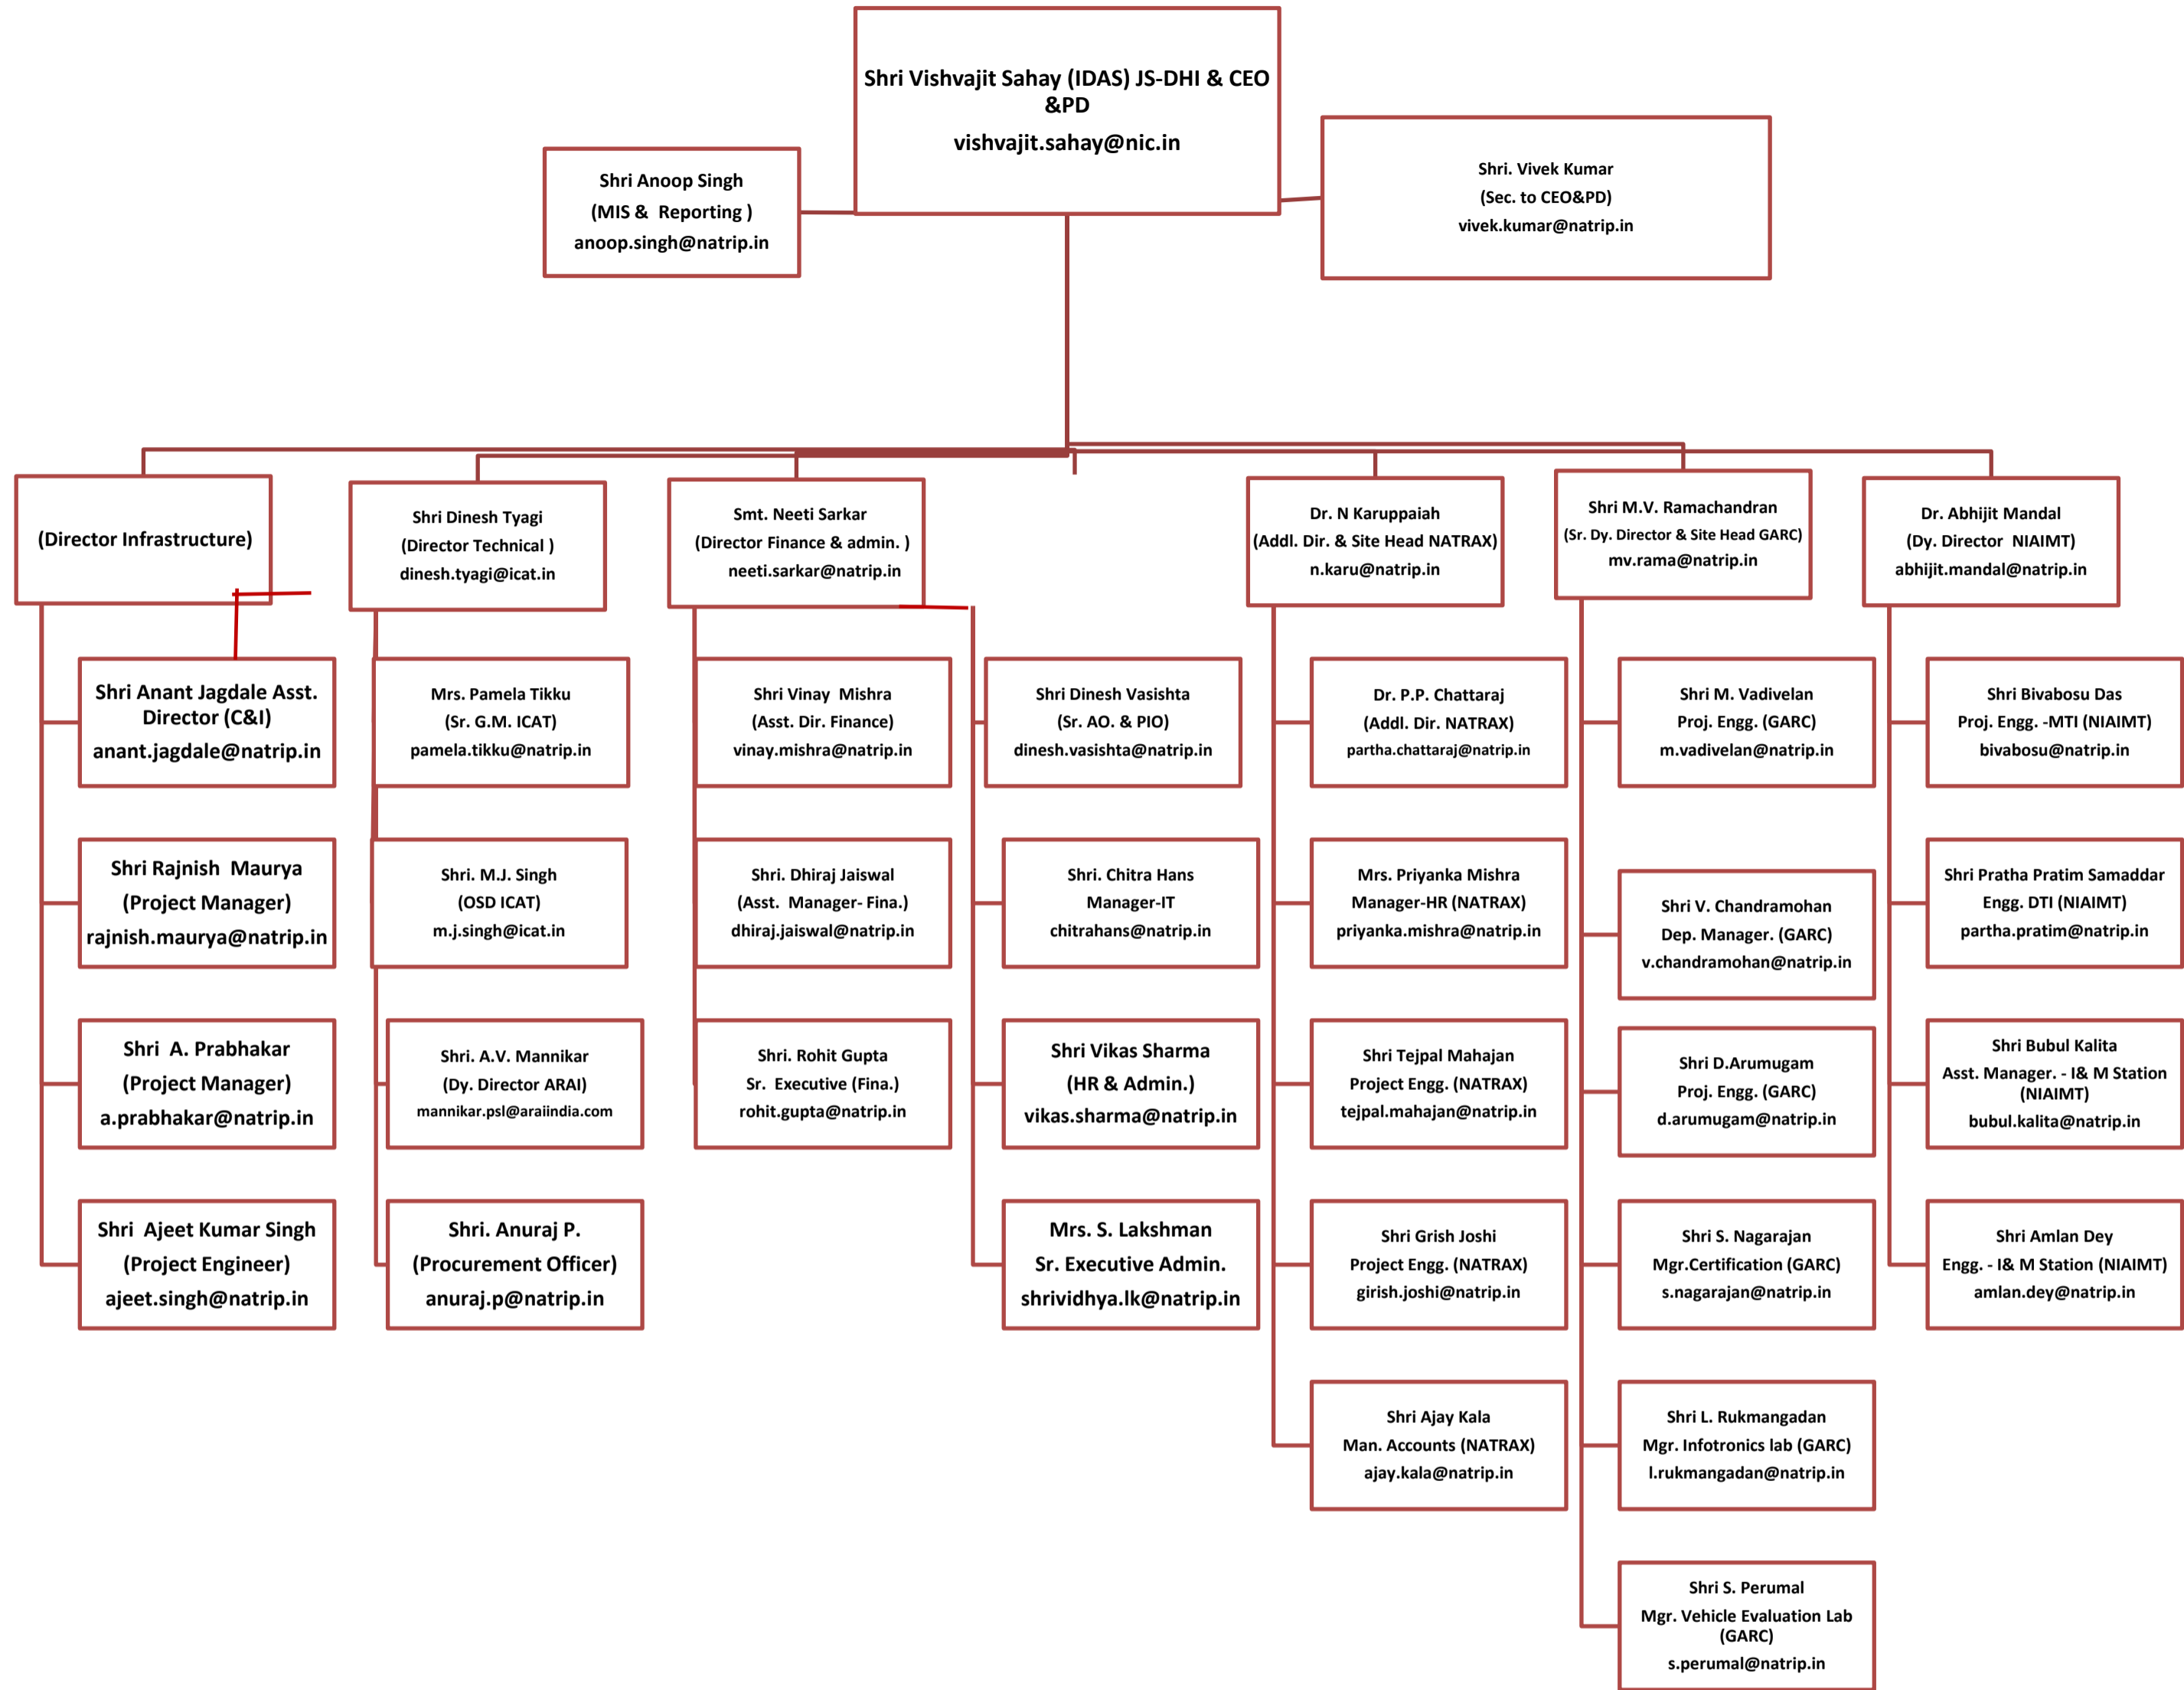 Shri Vishvajit Sahay (IDAS) JS-DHI & CEO
&PD
vishvajit.sahay@nic.in
Shri Anoop Singh
(MIS & Reporting )
anoop.singh@natrip.in
Shri. Vivek Kumar
(Sec. to CEO&PD)
vivek.kumar@natrip.in
(Director Infrastructure)
Shri Dinesh Tyagi
(Director Technical )
dinesh.tyagi@icat.in
Smt. Neeti Sarkar
(Director Finance & admin. )
neeti.sarkar@natrip.in
Dr. N Karuppaiah
(Addl. Dir. & Site Head NATRAX)
n.karu@natrip.in
Shri M.V. Ramachandran
(Sr. Dy. Director & Site Head GARC)
mv.rama@natrip.in
Dr. Abhijit Mandal
(Dy. Director NIAIMT)
abhijit.mandal@natrip.in
Shri Anant Jagdale Asst.
Director (C&I)
anant.jagdale@natrip.in
Mrs. Pamela Tikku
(Sr. G.M. ICAT)
pamela.tikku@natrip.in
Shri Vinay Mishra
(Asst. Dir. Finance)
vinay.mishra@natrip.in
Shri Dinesh Vasishta
(Sr. AO. & PIO)
dinesh.vasishta@natrip.in
Dr. P.P. Chattaraj
(Addl. Dir. NATRAX)
partha.chattaraj@natrip.in
Shri M. Vadivelan
Proj. Engg. (GARC)
m.vadivelan@natrip.in
Shri Bivabosu Das
Proj. Engg. -MTI (NIAIMT)
bivabosu@natrip.in
Shri Rajnish Maurya
(Project Manager)
rajnish.maurya@natrip.in
Shri. M.J. Singh
(OSD ICAT)
m.j.singh@icat.in
Shri. Dhiraj Jaiswal
(Asst. Manager- Fina.)
dhiraj.jaiswal@natrip.in
Shri. Chitra Hans
Manager-IT
chitrahans@natrip.in
Mrs. Priyanka Mishra
Manager-HR (NATRAX)
priyanka.mishra@natrip.in
Shri V. Chandramohan
Dep. Manager. (GARC)
v.chandramohan@natrip.in
Shri Pratha Pratim Samaddar
Engg. DTI (NIAIMT)
partha.pratim@natrip.in
Shri A. Prabhakar
(Project Manager)
a.prabhakar@natrip.in
Shri. A.V. Mannikar
(Dy. Director ARAI)
mannikar.psl@araiindia.com
Shri. Rohit Gupta
Sr. Executive (Fina.)
rohit.gupta@natrip.in
Shri Vikas Sharma
(HR & Admin.)
vikas.sharma@natrip.in
Shri Tejpal Mahajan
Project Engg. (NATRAX)
tejpal.mahajan@natrip.in
Shri D.Arumugam
Proj. Engg. (GARC)
d.arumugam@natrip.in
Shri Bubul Kalita
Asst. Manager. - I& M Station
(NIAIMT)
bubul.kalita@natrip.in
Shri Ajeet Kumar Singh
(Project Engineer)
ajeet.singh@natrip.in
Shri. Anuraj P.
(Procurement Officer)
anuraj.p@natrip.in
Mrs. S. Lakshman
Sr. Executive Admin.
shrividhya.lk@natrip.in
Shri Grish Joshi
Project Engg. (NATRAX)
girish.joshi@natrip.in
Shri S. Nagarajan
Mgr.Certification (GARC)
s.nagarajan@natrip.in
Shri Amlan Dey
Engg. - I& M Station (NIAIMT)
amlan.dey@natrip.in
Shri Ajay Kala
Man. Accounts (NATRAX)
ajay.kala@natrip.in
Shri L. Rukmangadan
Mgr. Infotronics lab (GARC)
l.rukmangadan@natrip.in
Shri S. Perumal
Mgr. Vehicle Evaluation Lab
(GARC)
s.perumal@natrip.in